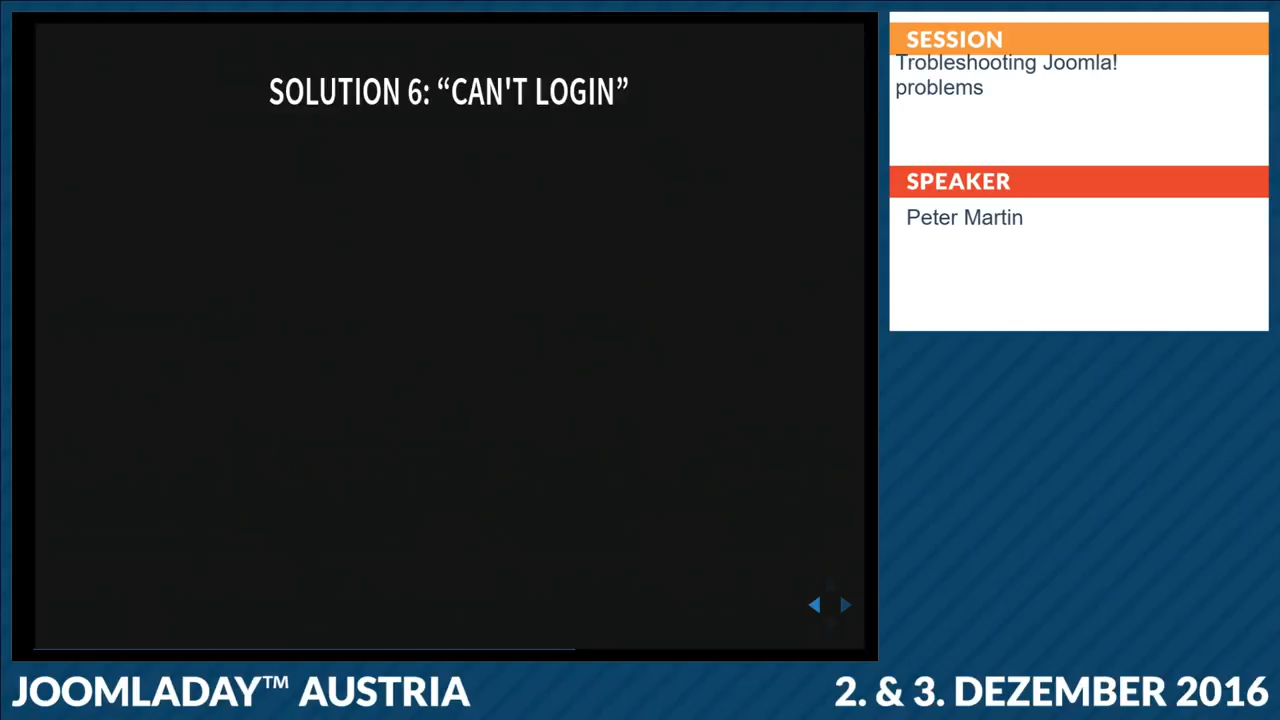 SOLUTION 6: “CAN'T LOGIN”
SESSION
Trobleshooting Joomla!
problems
SPEAKER
Peter Martin
JOOMLADAY™ AUSTRIA
2. & 3. DEZEMBER 2016